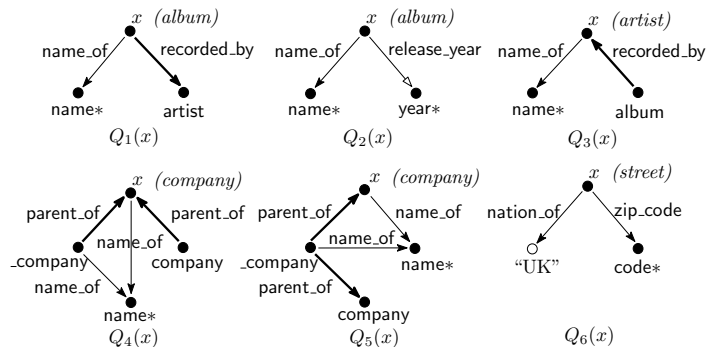 x (album)
name_of recorded_by
name* artist
Q1(x)
x (album)
name_of release_year
name* year*
Q2(x)
x (artist)
name_of recorded_by
name* album
Q3(x)
x (company)
parent_of parent_of
name_of
_company company
name_of
name*
Q4(x)
x (company)
parent_of name_of
name_of
_company name*
parent_of
company
Q5(x)
x (street)
nation_of zip_code
“UK” code*
Q6(x)